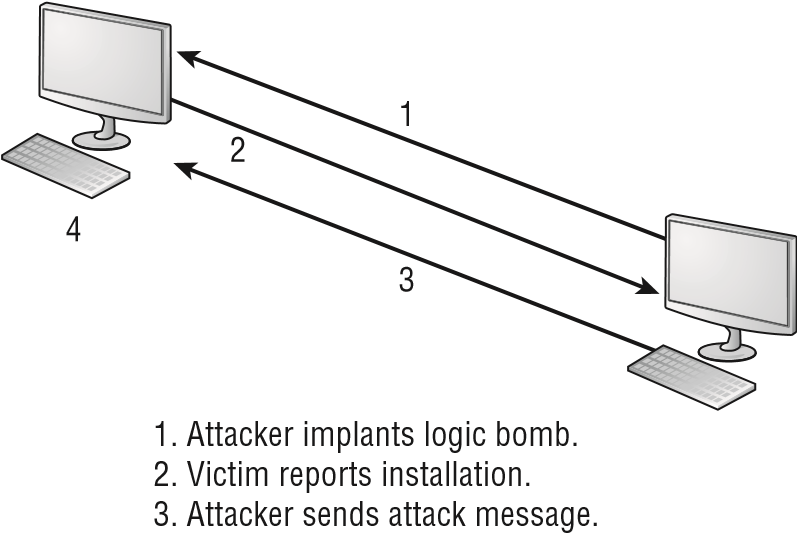 1
2
4
3
1. Attacker implants logic bomb.
2. Victim reports installation.
3. Attacker sends attack message.